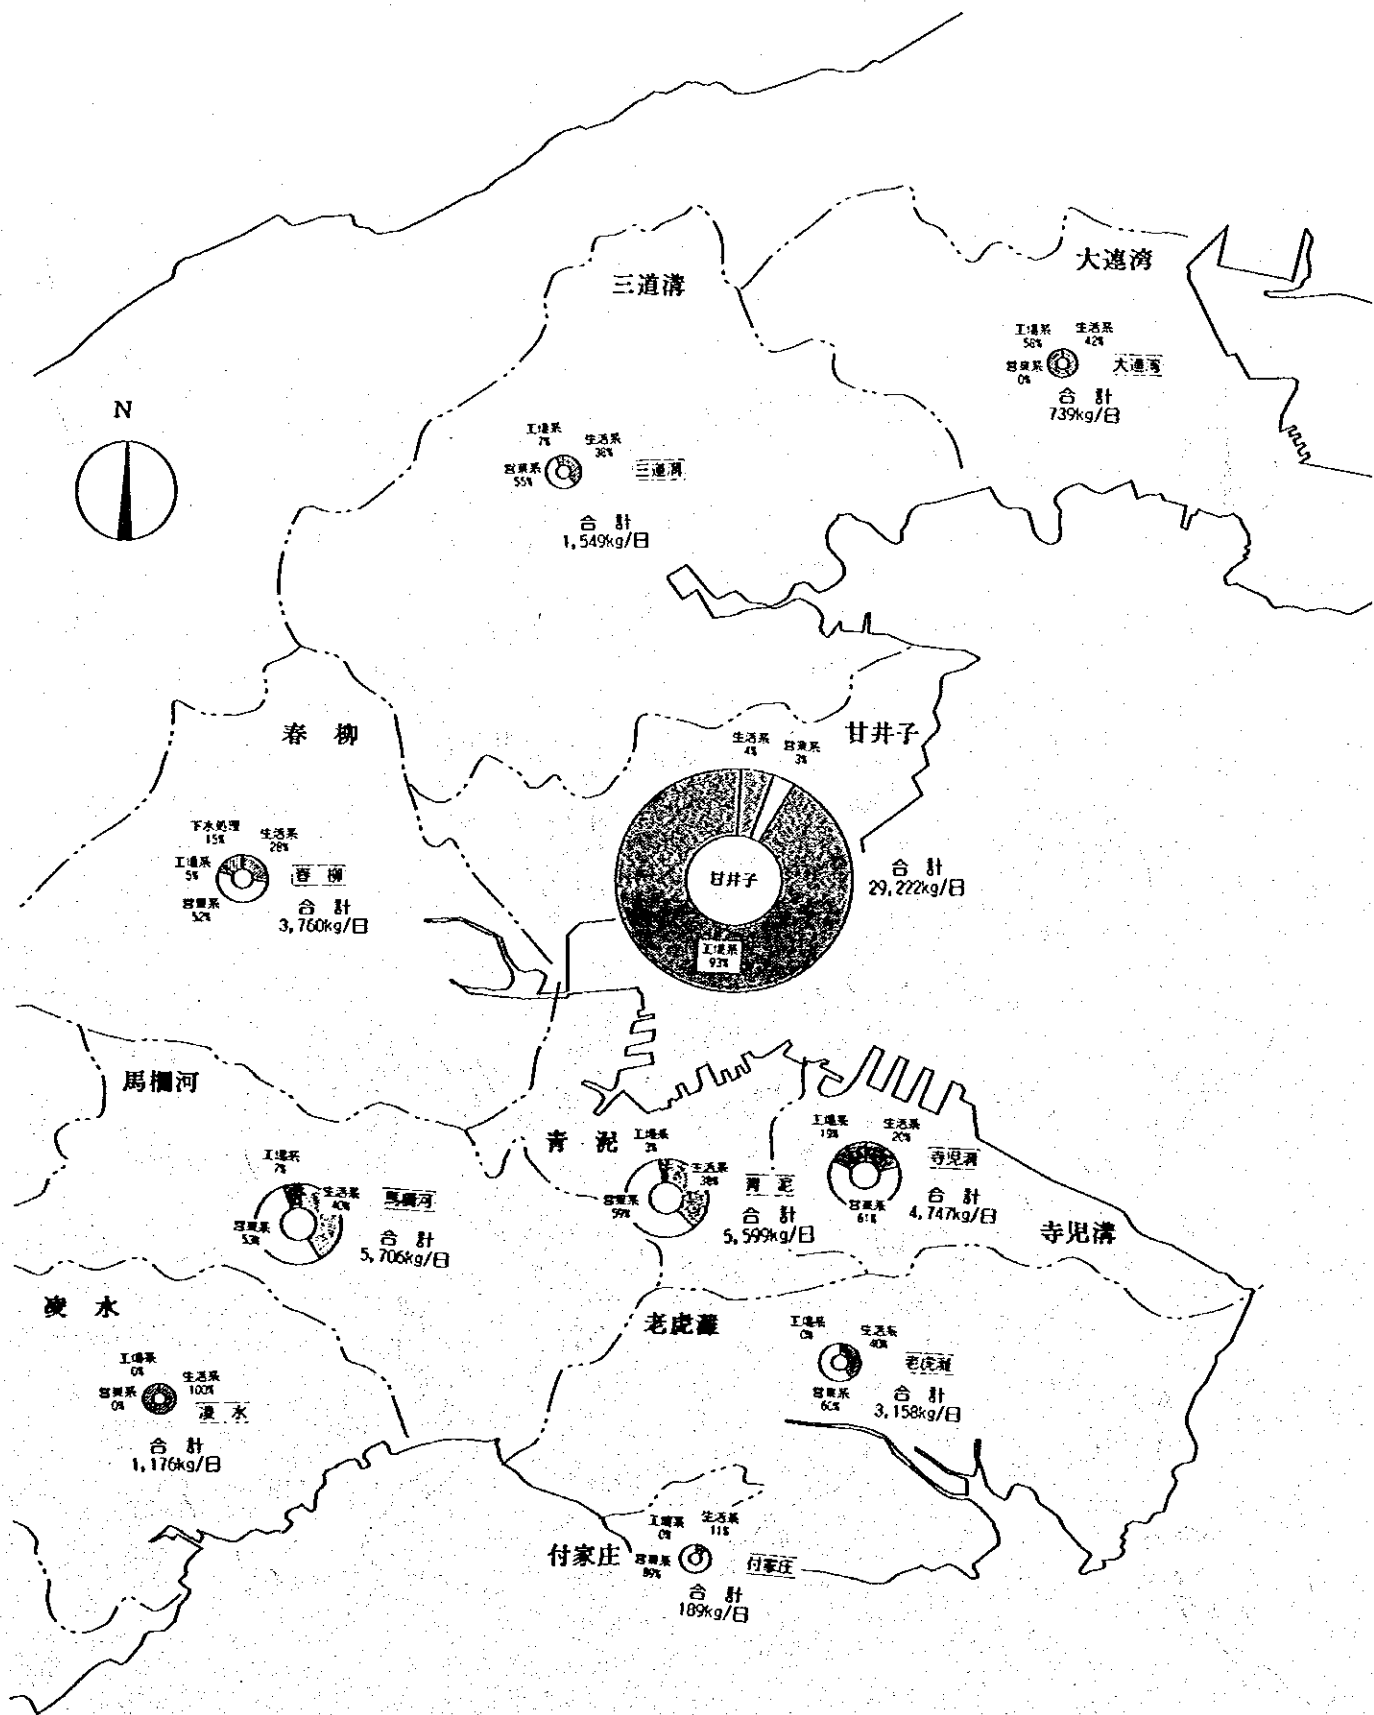 大連湾
三道溝
工場系
58%
生活系
42%
営業系
0%
大連湾
合 計
739kg/日
N
工場系
7%
生活系
38%
営業系
55%
三道溝
合 計
1,549kg/日
春 柳
甘井子
生活系
4%
営業系
3%
甘井子
工場系
93%
合 計
29,222kg/日
下水処理
15%
生活系
28%
工場系
5%
営業系
52%
春 柳
合 計
3,760kg/日
馬欄河
青 泥
工場系
3%
生活系
38%
営業系
59%
青 泥
合 計
5,599kg/日
工場系
19%
生活系
20%
営業系
61%
寺児溝
合 計
4,747kg/日
寺児溝
工場系
7%
生活系
40%
営業系
53%
馬欄河
合 計
5,706kg/日
凌 水
老虎灘
工場系
0%
生活系
40%
営業系
60%
老虎灘
合 計
3,158kg/日
工場系
0%
生活系
100%
営業系
0%
凌 水
合 計
1,176kg/日
付家庄
工場系
0%
生活系
11%
営業系
89%
付家庄
合 計
189kg/日